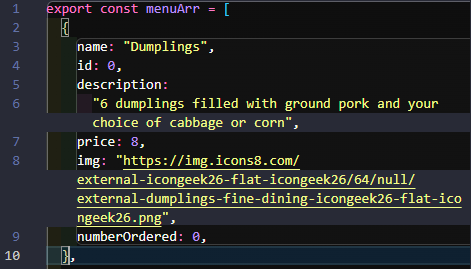 1 export const menuArr = [
2 {
3 name: "Dumplings",
4 id: 0,
5 description:
6 "6 dumplings filled with ground pork and your
choice of cabbage or corn",
7 price: 8,
8 img: "https://img.icons8.com/
external-icongeek26-flat-icongeek26/64/null/
external-dumplings-fine-dining-icongeek26-flat-ico
ngeek26.png",
9 numberOrdered: 0,
10 },